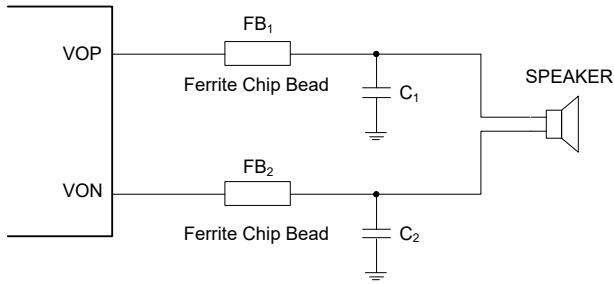 FB₁
VOP
Ferrite Chip Bead
C₁
SPEAKER
FB₂
VON
Ferrite Chip Bead
C₂